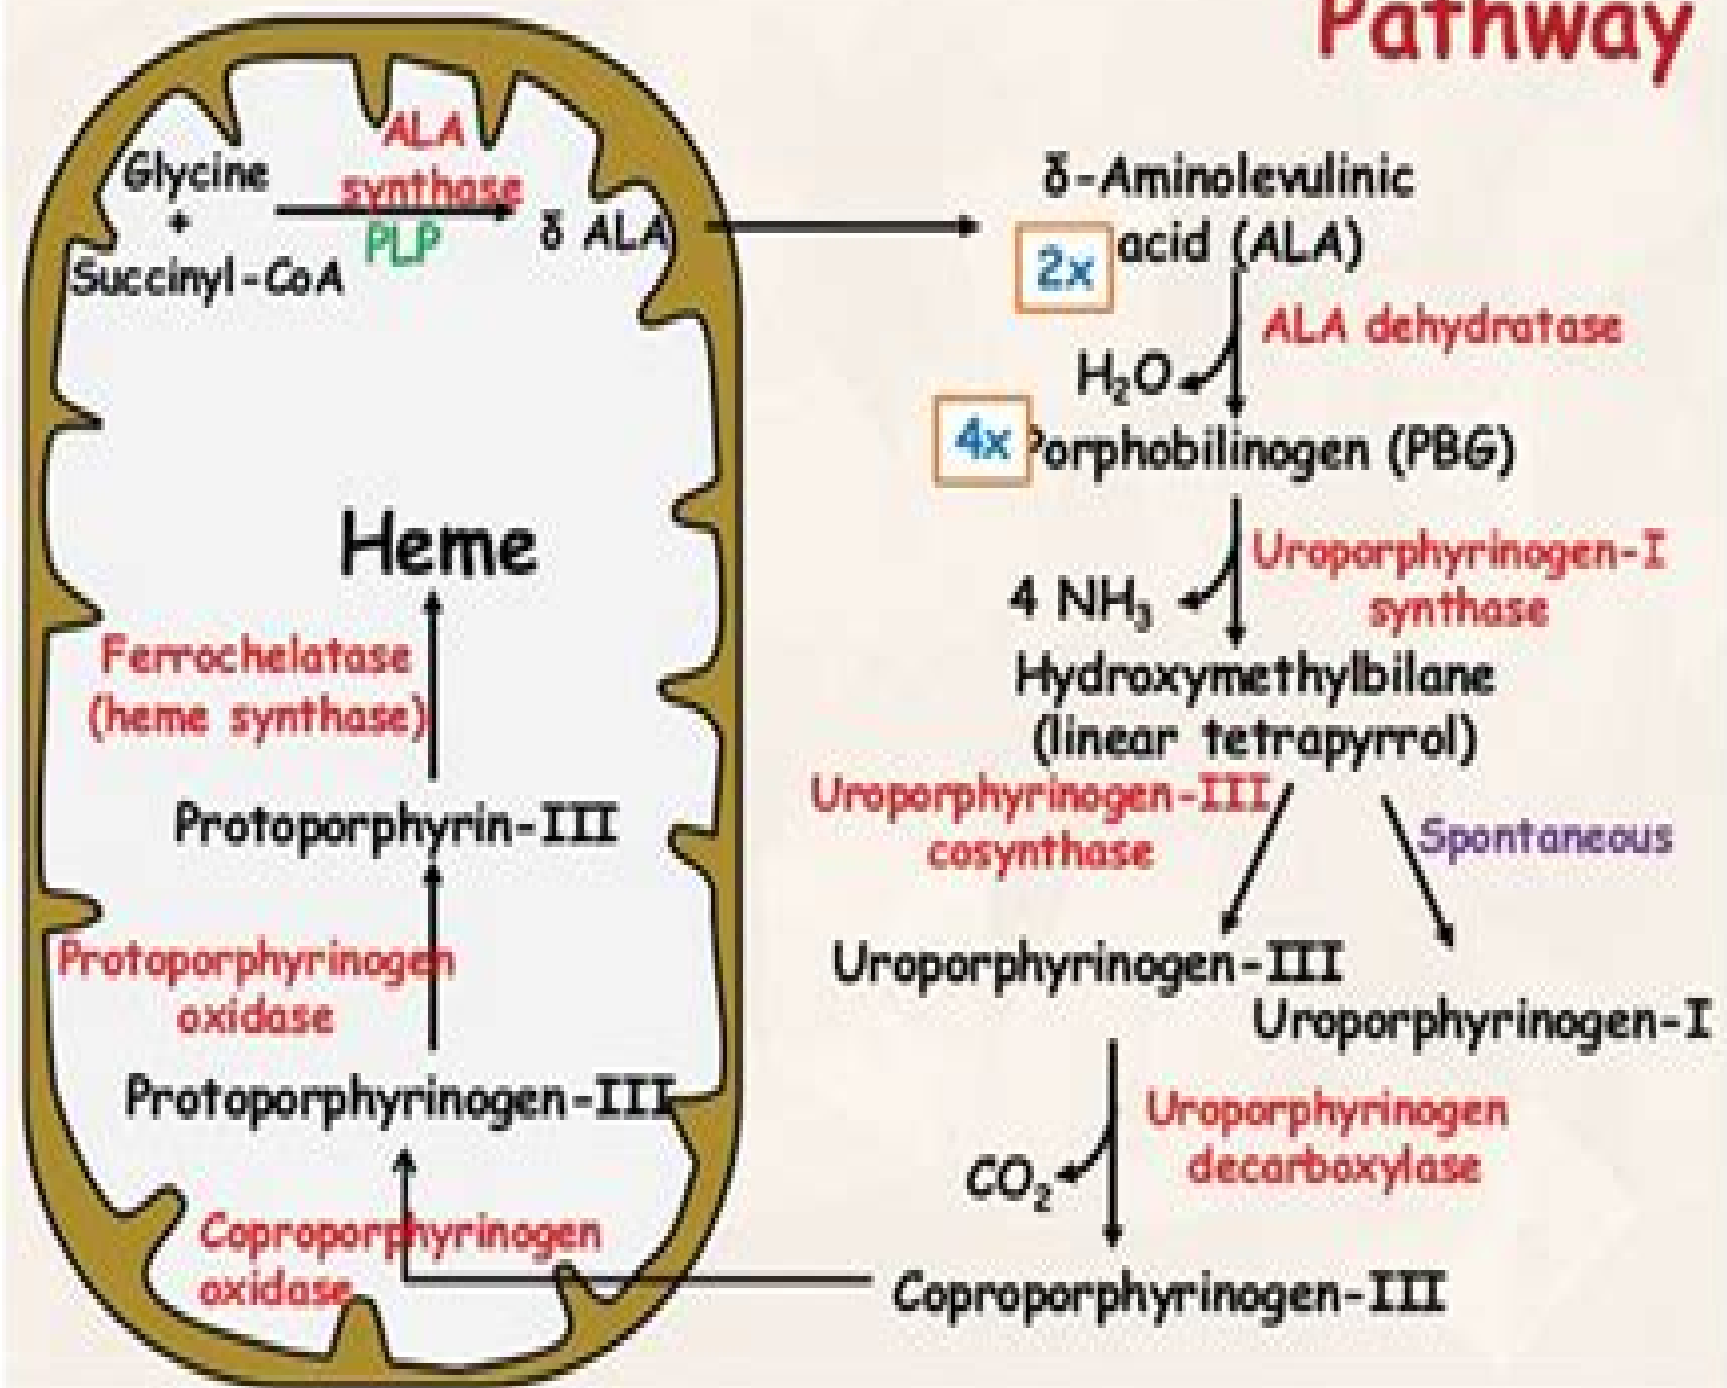 Pathway
Glycine
+
Succinyl-CoA
ALA
synthase
PLP
δ ALA
δ-Aminolevulinic
acid (ALA)
2x
ALA dehydratase
H₂O
4x
Porphobilinogen (PBG)
Uroporphyrinogen-I
synthase
4 NH₃
Hydroxymethylbilane
(linear tetrapyrrol)
Uroporphyrinogen-III
cosynthase
Spontaneous
Uroporphyrinogen-III
Uroporphyrinogen-I
Uroporphyrinogen
decarboxylase
CO₂
Coproporphyrinogen-III
Coproporphyrinogen
oxidase
Protoporphyrinogen-III
Protoporphyrinogen
oxidase
Protoporphyrin-III
Ferrochelatase
(heme synthase)
Heme